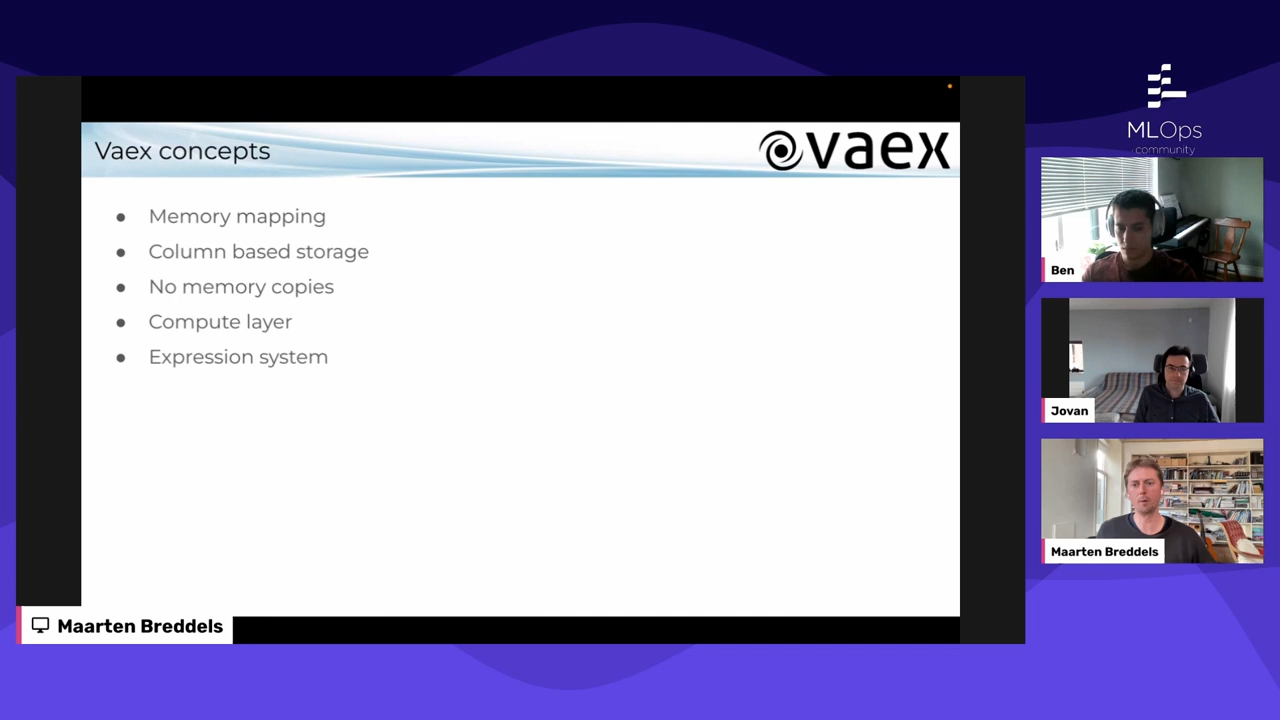 Vaex concepts
vaex
Memory mapping
Column based storage
No memory copies
Compute layer
Expression system
Maarten Breddels
MLOps
community
Ben
Jovan
Maarten Breddels